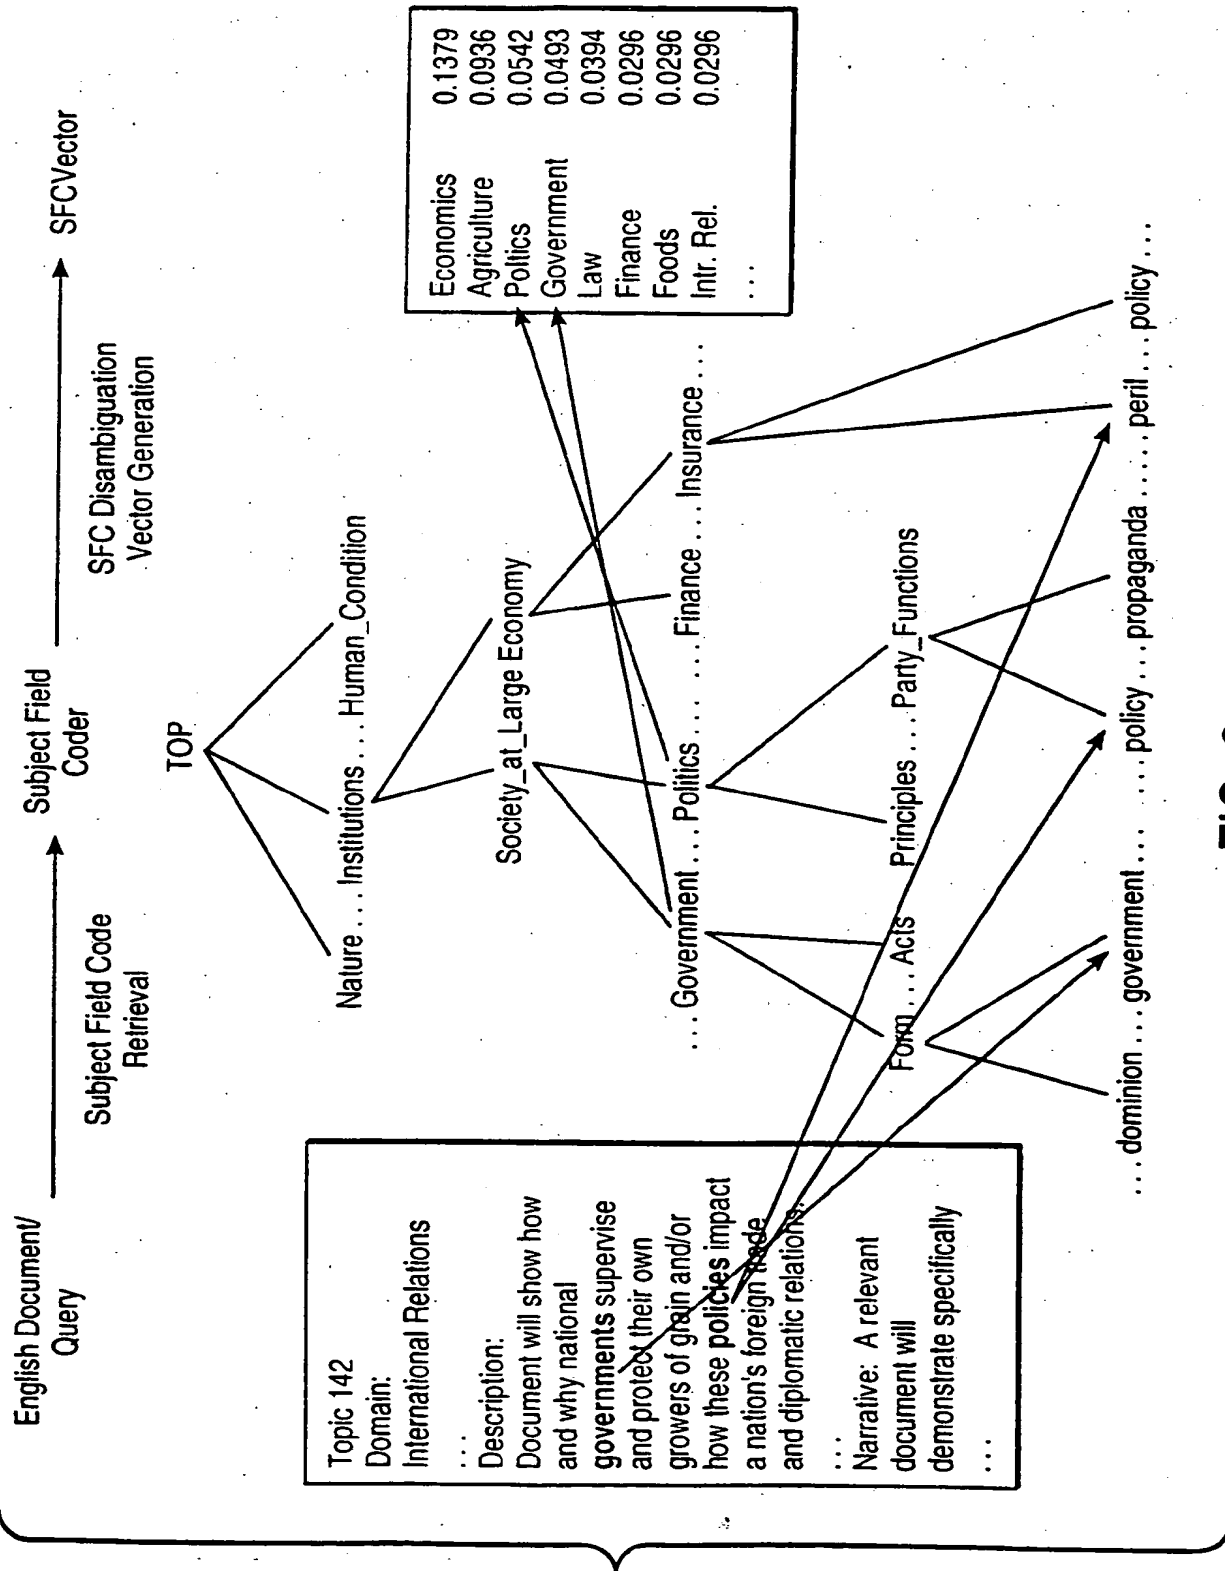 English Document/
Query
Subject Field Code
Retrieval
Subject Field
Coder
SFC Disambiguation
Vector Generation
SFCVector
TOP
Nature .... Institutions .... Human_Condition
Society_at_Large Economy
.... Government .... Politics .... .... Finance .... Insurance ....
Form .... Acts Principles .... Party_Functions
.... dominion .... government .... .... policy .... propaganda ..... peril .... policy ...
Topic 142
Domain:
International Relations
...
Description:
Document will show how
and why national
governments supervise
and protect their own
growers of grain and/or
how these policies impact
a nation's foreign trade
and diplomatic relations.
...
Narrative: A relevant
document will
demonstrate specifically
...
Economics 0.1379
Agriculture 0.0936
Poltics 0.0542
Government 0.0493
Law 0.0394
Finance 0.0296
Foods 0.0296
Intr. Rel. 0.0296
...